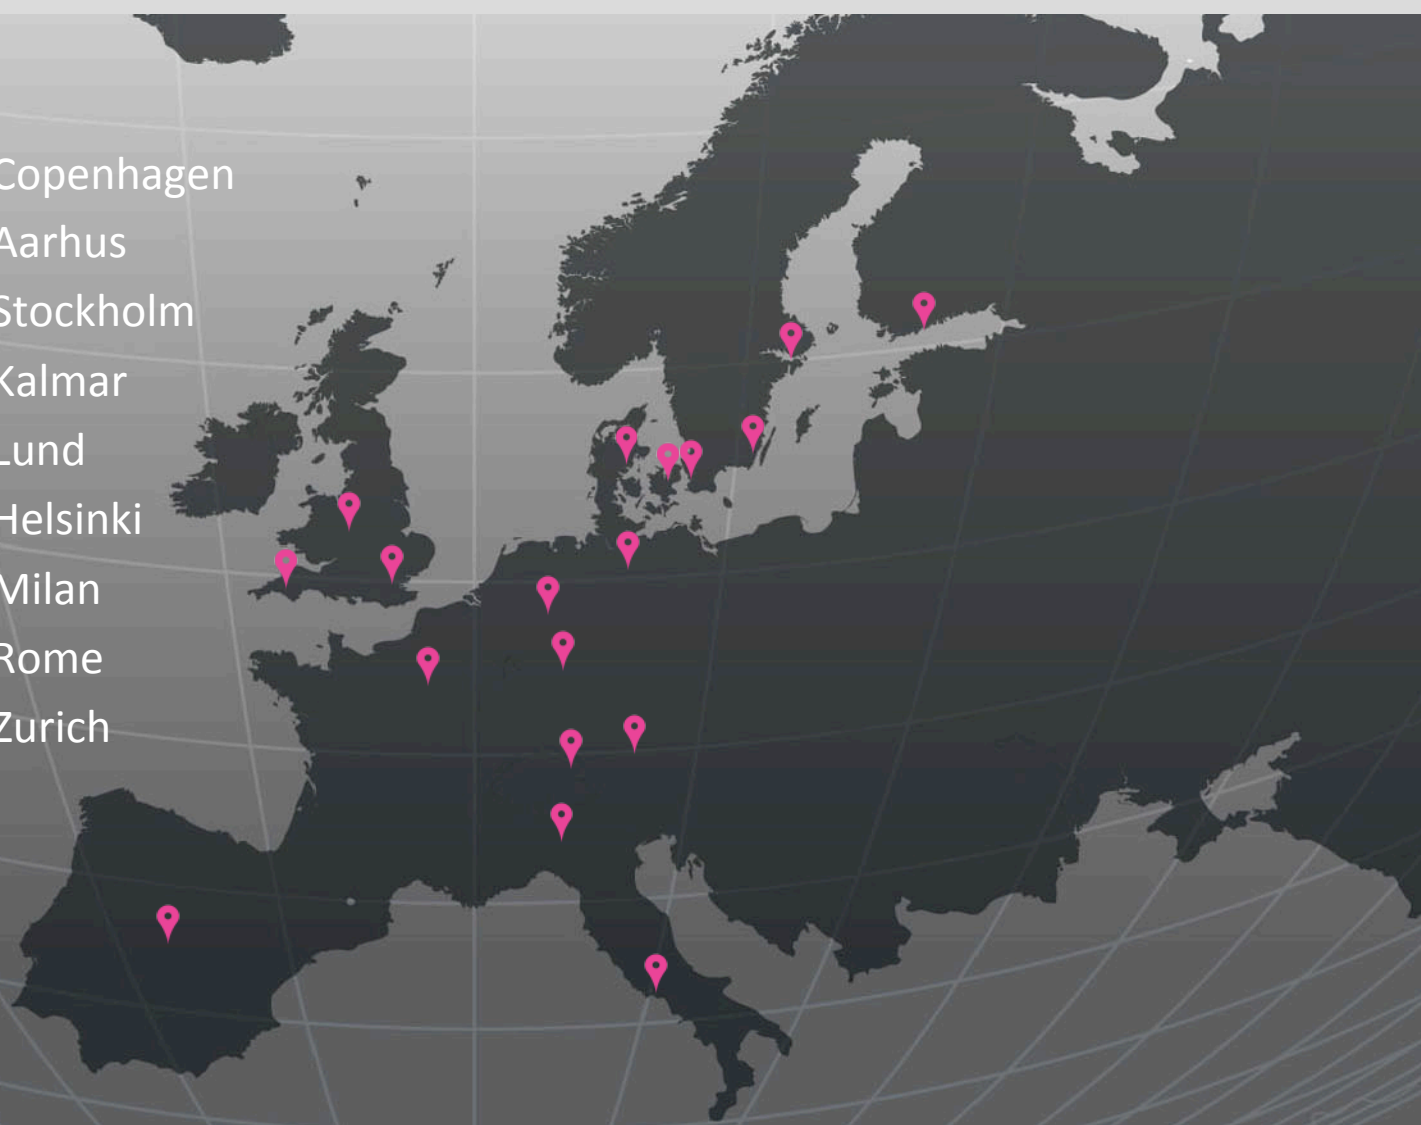 Copenhagen
Aarhus
Stockholm
Kalmar
Lund
Helsinki
Milan
Rome
Zurich